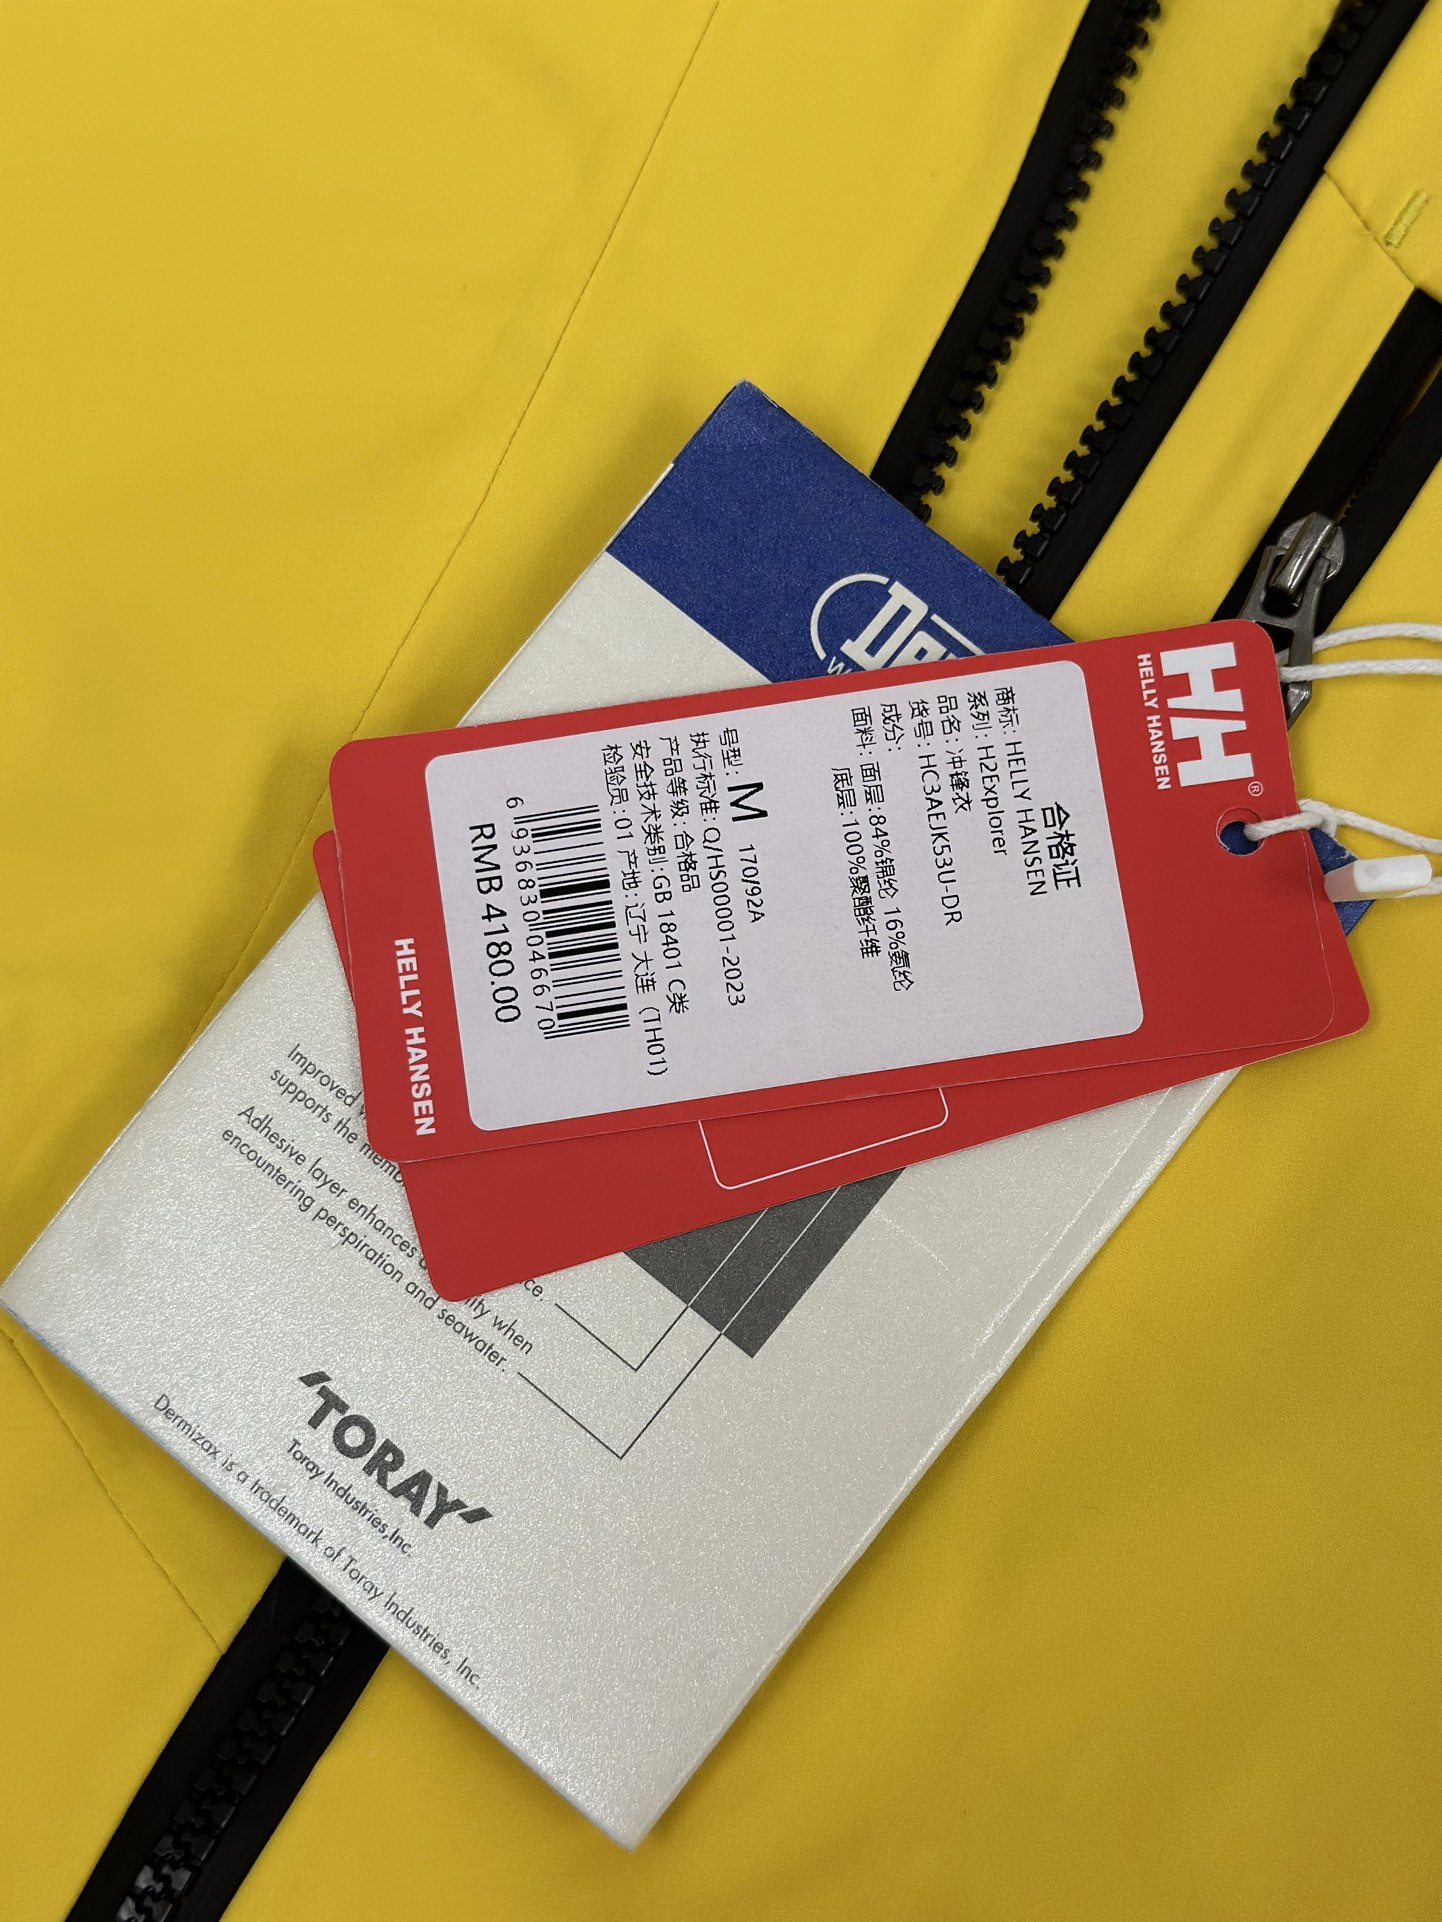 H/H®
HELLY HANSEN
合格证
商标: HELLY HANSEN
系列: H2Explorer
品名: 冲锋衣
货号: HC3AEJK53U-DR
成分:
面料: 面层:84%锦纶 16%氨纶
底层:100%聚酯纤维
号型: M 170/92A
执行标准: Q/HS00001-2023
产品等级: 合格品
安全技术类别: GB 18401 C类
检验员: 01 产地: 辽宁 大连 (TH01)
6 936830 046670
RMB 4180.00
HELLY HANSEN
Improved
supports the
Adhesive layer enhances
encountering perspiration and seawater.
when
TORAY
Toray Industries,Inc.
Dermizax is a trademark of Toray Industries, Inc.